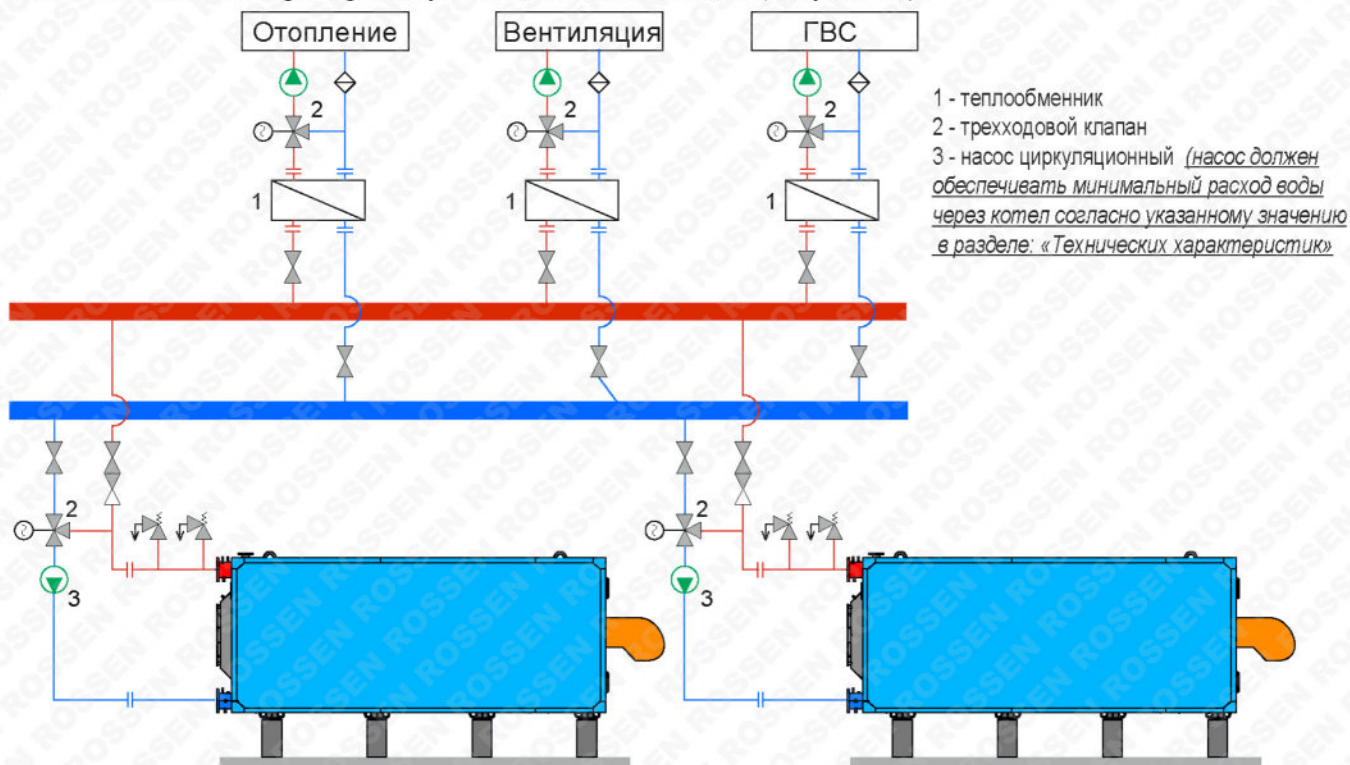 Отопление
Вентиляция
ГВС
2
2
2
1 - теплообменник
2 - трехходовой клапан
3 - насос циркуляционный (насос должен
обеспечивать минимальный расход воды
через котел согласно указанному значению
в разделе: «Технических характеристик»
1
1
1
2
2
3
3
ROSSEN